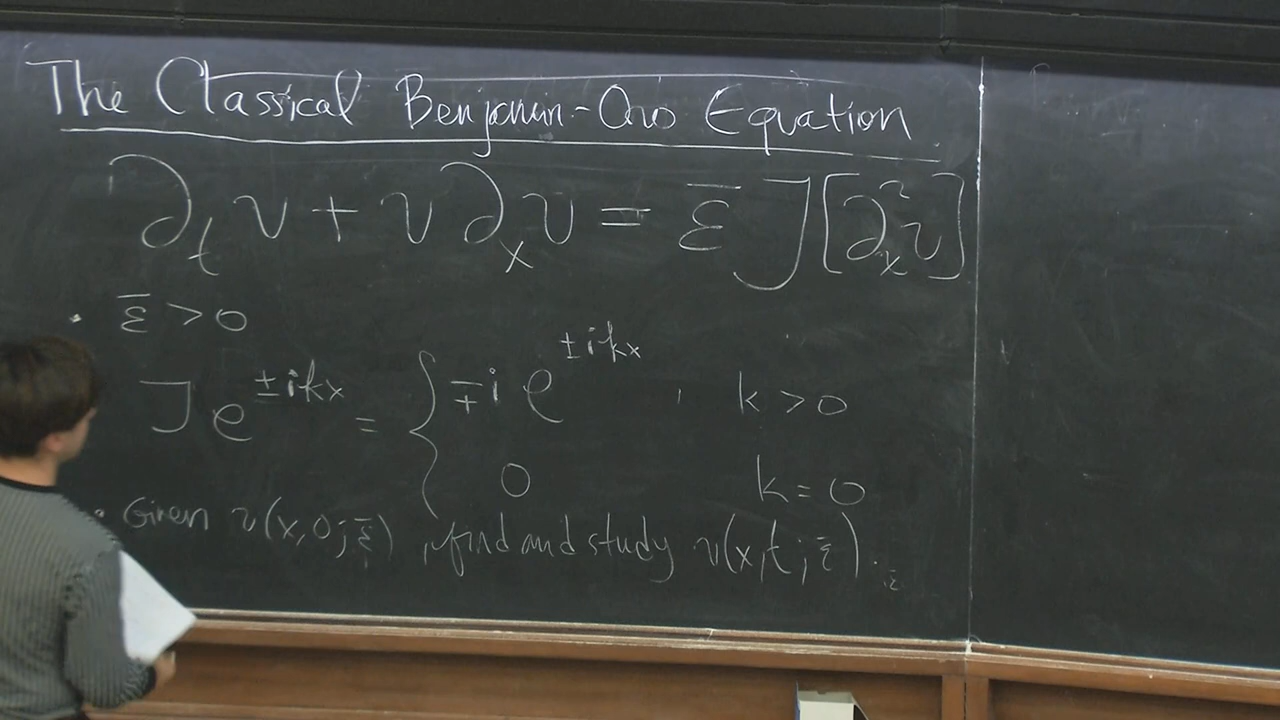 The Classical Benjamin-Ono Equation
∂_t v + v ∂_x v = ε̄ J[∂_x^2 v]
• ε̄ > 0
J e^{±ikx} = { ∓i e^{±ikx} , k > 0
0 k = 0
• Given v(x,0;ε̄), find and study v(x,t;ε̄).